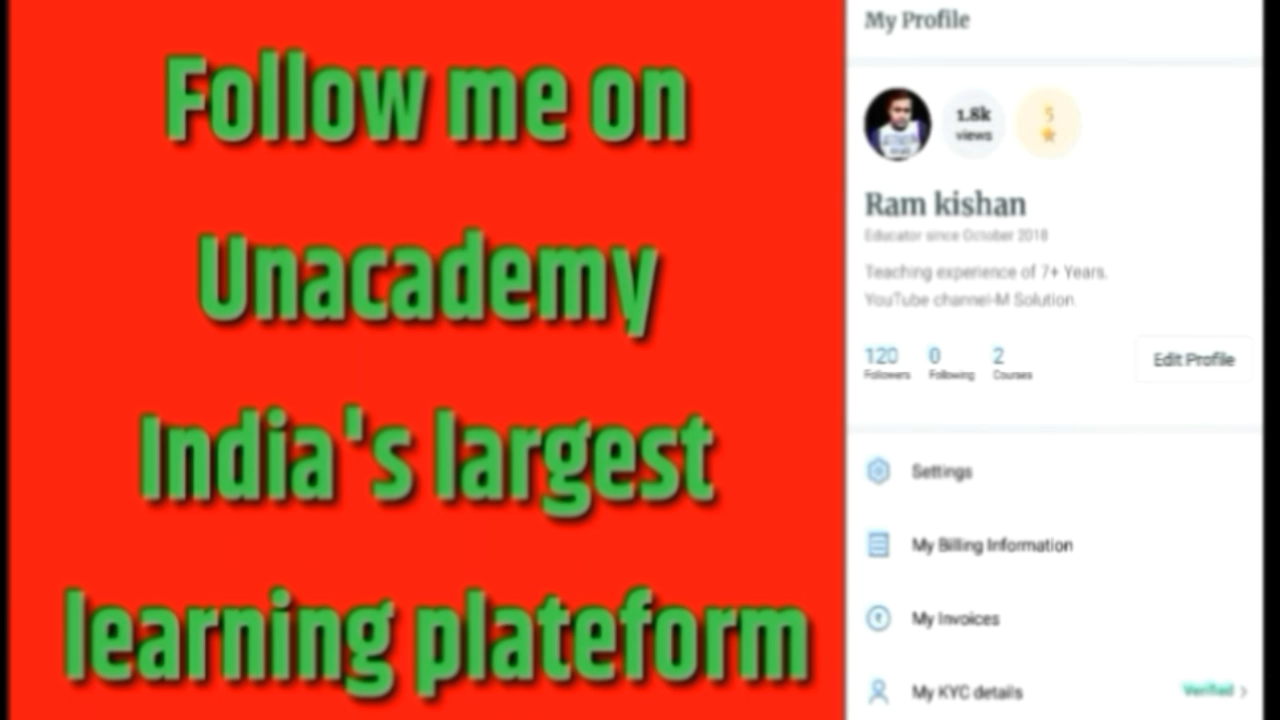 Follow me on
Unacademy
India's largest
learning plateform
My Profile
1.8k
views
5
Ram kishan
Educator since October 2018
Teaching experience of 7+ Years.
YouTube channel-M Solution
120 0 2
Followers Following Courses
Edit Profile
Settings
My Billing Information
My Invoices
My KYC details Verified